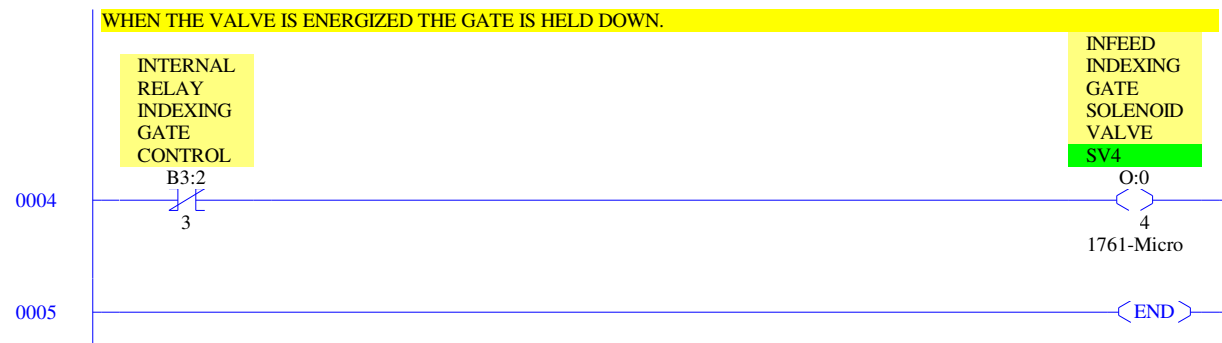 WHEN THE VALVE IS ENERGIZED THE GATE IS HELD DOWN.
INTERNAL
RELAY
INDEXING
GATE
CONTROL
B3:2
3
INFEED
INDEXING
GATE
SOLENOID
VALVE
SV4
O:0
4
1761-Micro
0004
0005
END